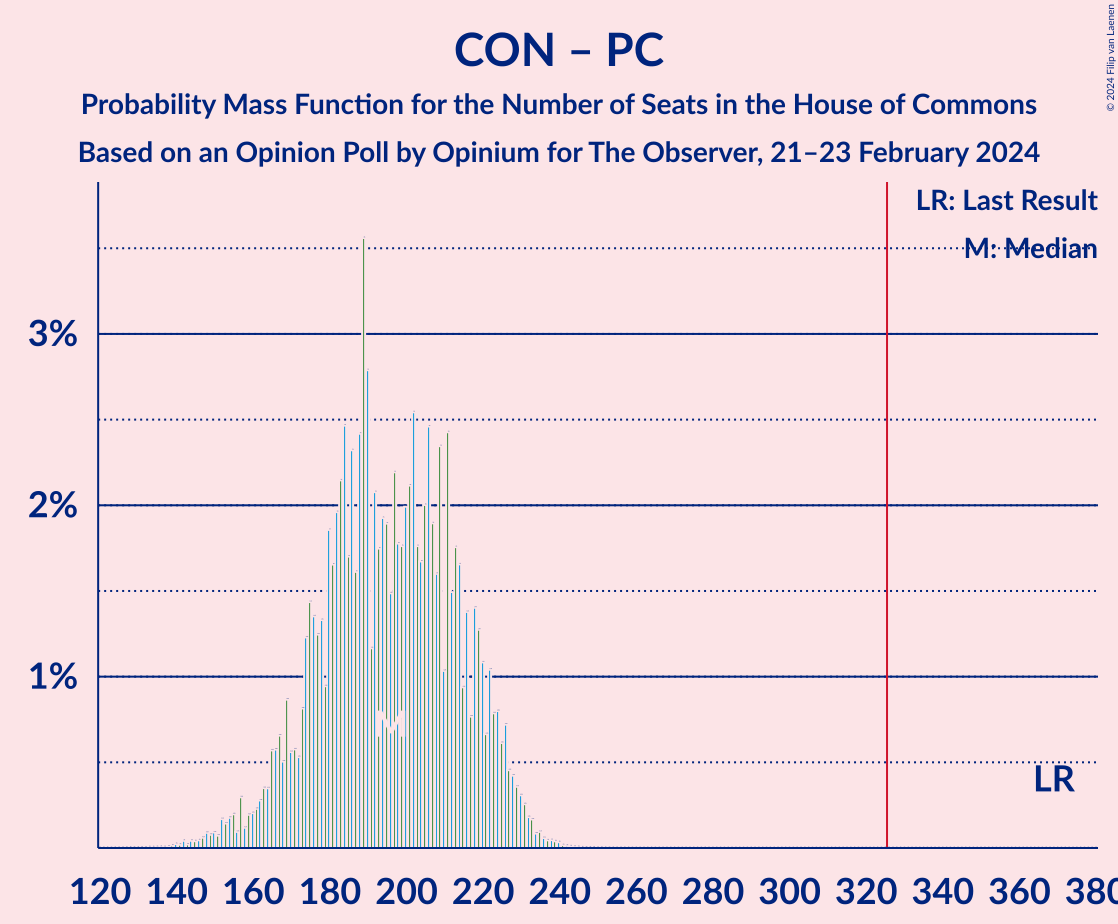 CON – PC
Probability Mass Function for the Number of Seats in the House of Commons
Based on an Opinion Poll by Opinium for The Observer, 21–23 February 2024
© 2024 Filip van Laenen
LR: Last Result
M: Median
3%
2%
1%
M
LR
120 140 160 180 200 220 240 260 280 300 320 340 360 380